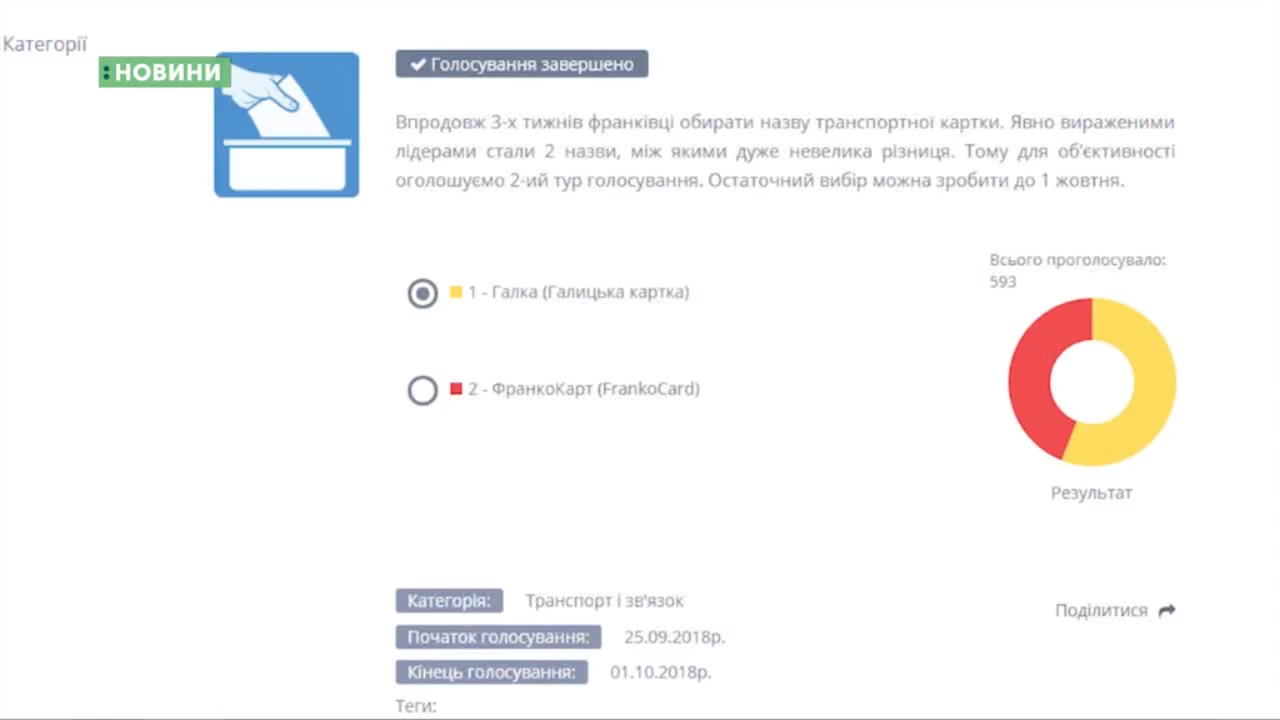 Категорії
:НОВИНИ
Голосування завершено
Впродовж 3-х тижнів франківці обирати назву транспортної картки. Явно вираженими
лідерами стали 2 назви, між якими дуже невелика різниця. Тому для об'єктивності
оголошуємо 2-ий тур голосування. Остаточний вибір можна зробити до 1 жовтня.
Всього проголосувало:
593
1 - Галка (Галицька картка)
2 - ФранкоКарт (FrankoCard)
Результат
Категорія: Транспорт і зв'язок
Поділитися
Початок голосування: 25.09.2018р.
Кінець голосування: 01.10.2018р.
Теги: